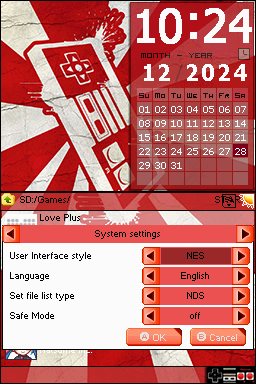 10:24
MONTH - YEAR
12 2024
Su Mo Tu We Th Fr Sa
01 02 03 04 05 06 07
08 09 10 11 12 13 14
15 16 17 18 19 20 21
22 23 24 25 26 27 28
29 30 31
SD:/Games/
Love Plus
System settings
User Interface style NES
Language English
Set file list type NDS
Safe Mode off
A OK B Cancel